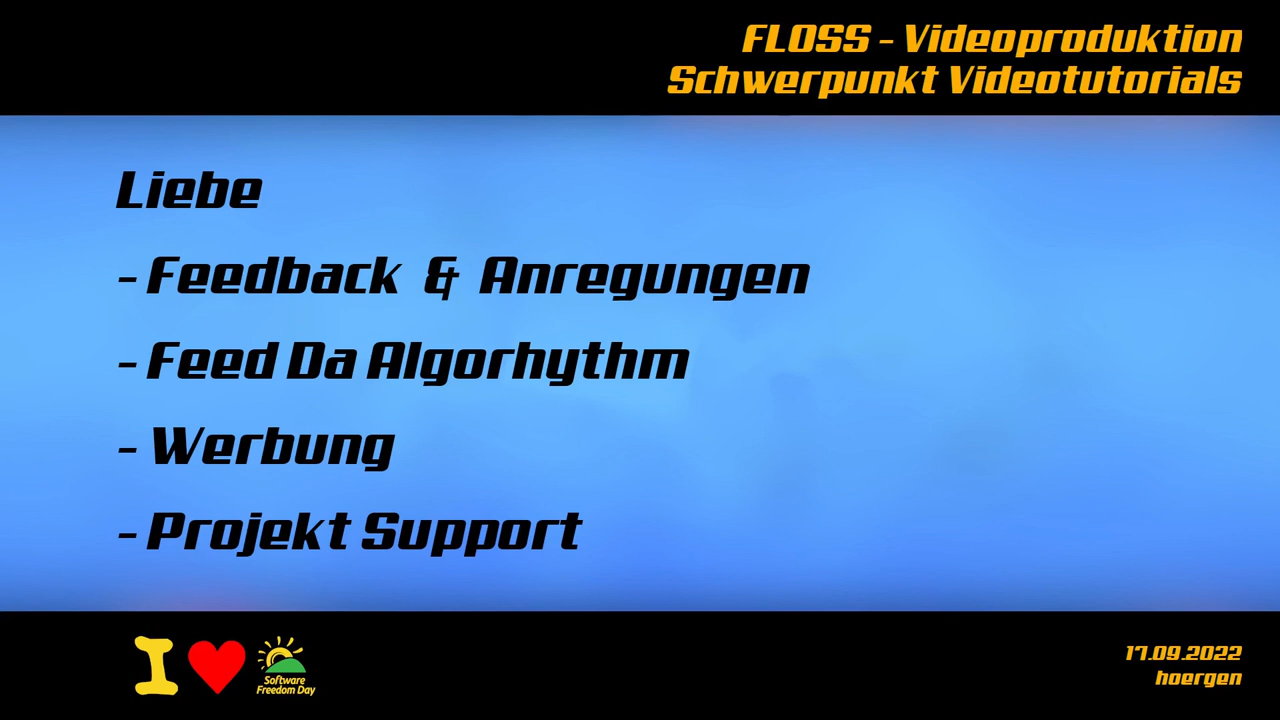 FLOSS - Videoproduktion
Schwerpunkt Videotutorials
Liebe
- Feedback & Anregungen
- Feed Da Algorhythm
- Werbung
- Projekt Support
I
Software
Freedom Day
17.09.2022
hoergen